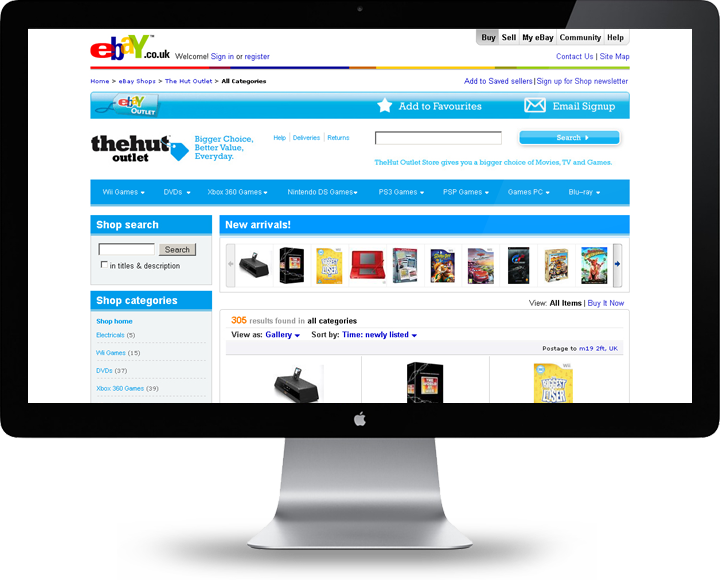 Buy Sell My eBay Community Help
ebaY™.co.uk Welcome! Sign in or register
Contact Us | Site Map
Home > eBay Shops > The Hut Outlet > All Categories
Add to Saved sellers|Sign up for Shop newsletter
ebaY OUTLET
Add to Favourites
Email Signup
thehut outlet
Bigger Choice,
Better Value,
Everyday.
Help | Deliveries | Returns
Search
TheHut Outlet Store gives you a bigger choice of Movies, TV and Games.
Wii Games DVDs Xbox 360 Games Nintendo DS Games PS3 Games PSP Games Games PC Blu-ray
Shop search
Search
in titles & description
Shop categories
Shop home
Electricals (5)
Wii Games (15)
DVDs (37)
Xbox 360 Games (39)
New arrivals!
View: All Items | Buy It Now
305 results found in all categories
View as: Gallery Sort by: Time: newly listed
Postage to m19 2ft, UK
Wii
BIGGEST
LOSER